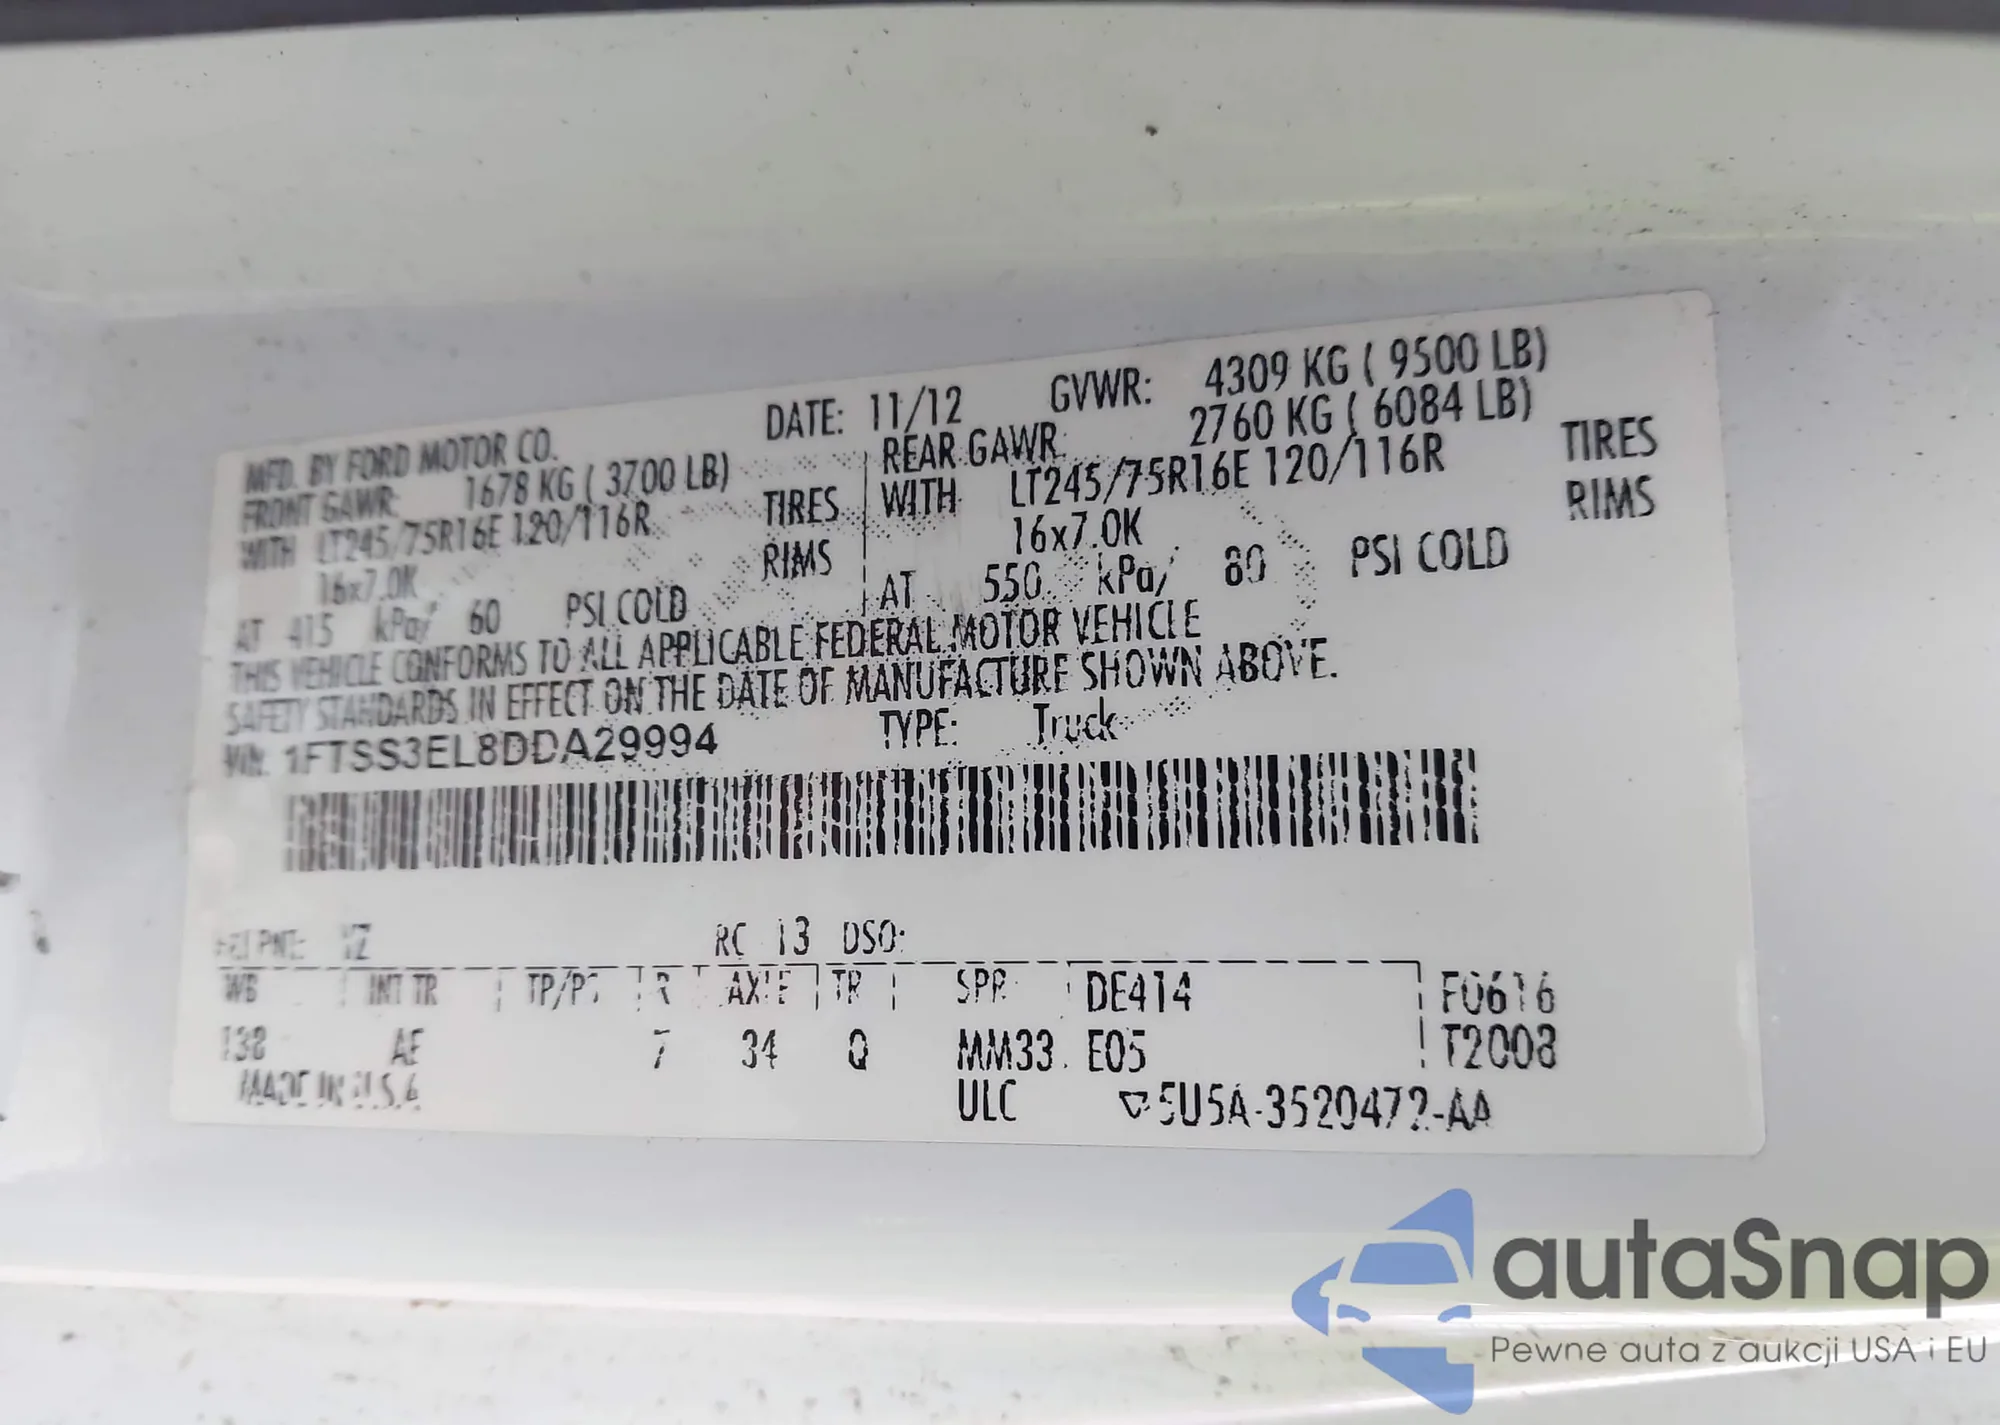 MFD. BY FORD MOTOR CO. DATE: 11/12 GVWR: 4309 KG ( 9500 LB)
FRONT GAWR: 1678 KG ( 3700 LB) REAR GAWR: 2760 KG ( 6084 LB)
WITH LT245/75R16E 120/116R TIRES WITH LT245/75R16E 120/116R TIRES
16x7.0K RIMS 16x7.0K RIMS
AT 415 kPa/ 60 PSI COLD AT 550 kPa/ 80 PSI COLD
THIS VEHICLE CONFORMS TO ALL APPLICABLE FEDERAL MOTOR VEHICLE
SAFETY STANDARDS IN EFFECT ON THE DATE OF MANUFACTURE SHOWN ABOVE.
VIN: 1FTSS3EL8DDA29994 TYPE: Truck
PNT: YZ RC 13 DSO:
WB INT TR TP/PS R AXLE TR SPR DE414 F0616
138 AE 7 34 Q MM33 E05 T2008
MADE IN U.S.A ULC 5U5A-3520472-AA
autaSnap
Pewne auta z aukcji USA i EU